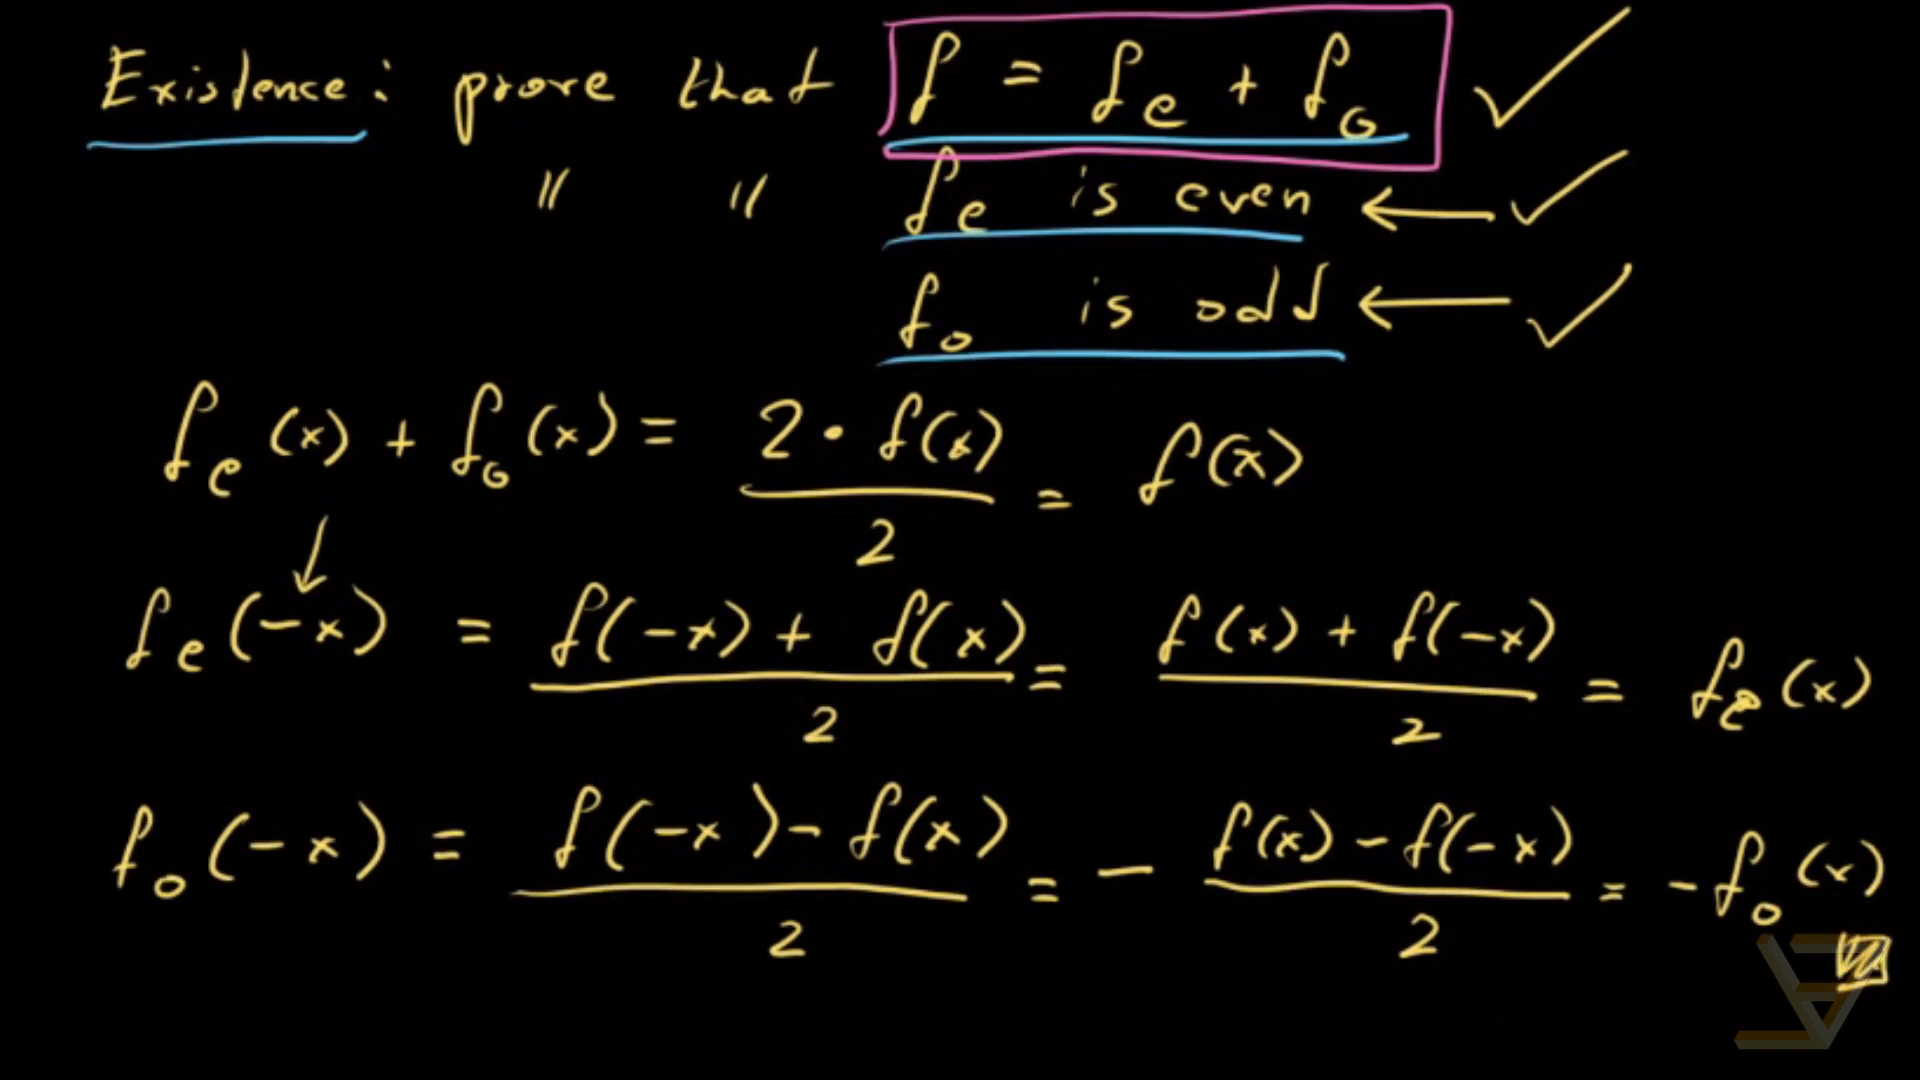 Existence: prove that f = fₑ + fₒ ✓
〃 〃 fₑ is even ← ✓
fₒ is odd ← ✓
fₑ(x) + fₒ(x) = 2·f(x)/2 = f(x)
↓
fₑ(-x) = f(-x) + f(x)/2 = f(x) + f(-x)/2 = fₑ(x)
fₒ(-x) = f(-x) - f(x)/2 = - f(x) - f(-x)/2 = -fₒ(x)